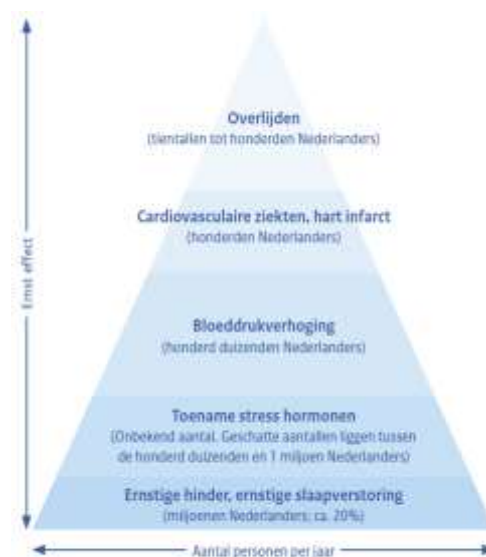 Overlijden
(tientallen tot honderden Nederlanders)
Cardiovasculaire ziekten, hart infarct
(honderden Nederlanders)
Bloeddrukverhoging
(honderd duizenden Nederlanders)
Toename stress hormonen
(Onbekend aantal. Geschatte aantallen liggen tussen
de honderd duizenden en 1 miljoen Nederlanders)
Ernstige hinder, ernstige slaapverstoring
(miljoenen Nederlanders; ca. 20%)
Ernst effect
Aantal personen per jaar